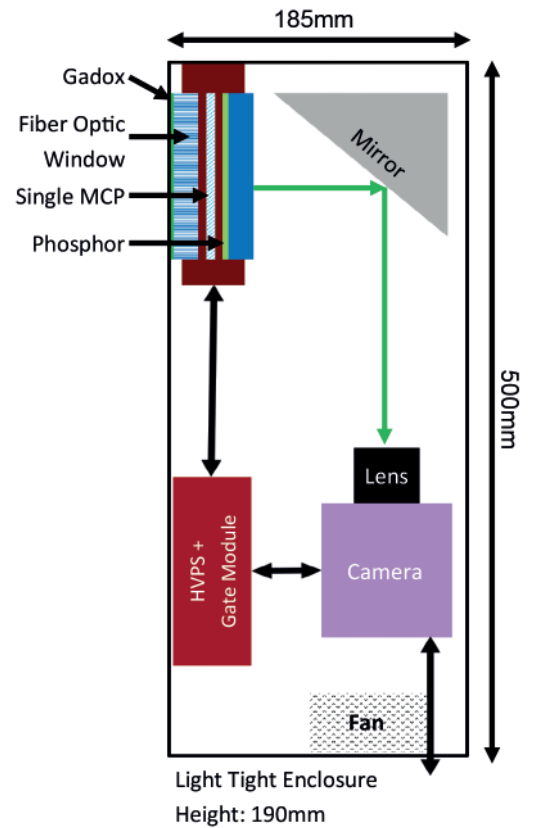 185mm
Gadox
Fiber Optic
Window
Single MCP
Phosphor
Mirror
500mm
Lens
HVPS +
Gate Module
Camera
Fan
Light Tight Enclosure
Height: 190mm